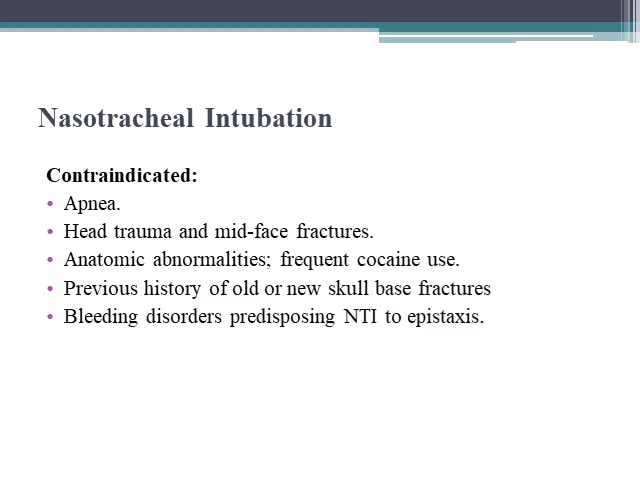 Nasotracheal Intubation
Contraindicated:
• Apnea.
• Head trauma and mid-face fractures.
• Anatomic abnormalities; frequent cocaine use.
• Previous history of old or new skull base fractures
• Bleeding disorders predisposing NTI to epistaxis.